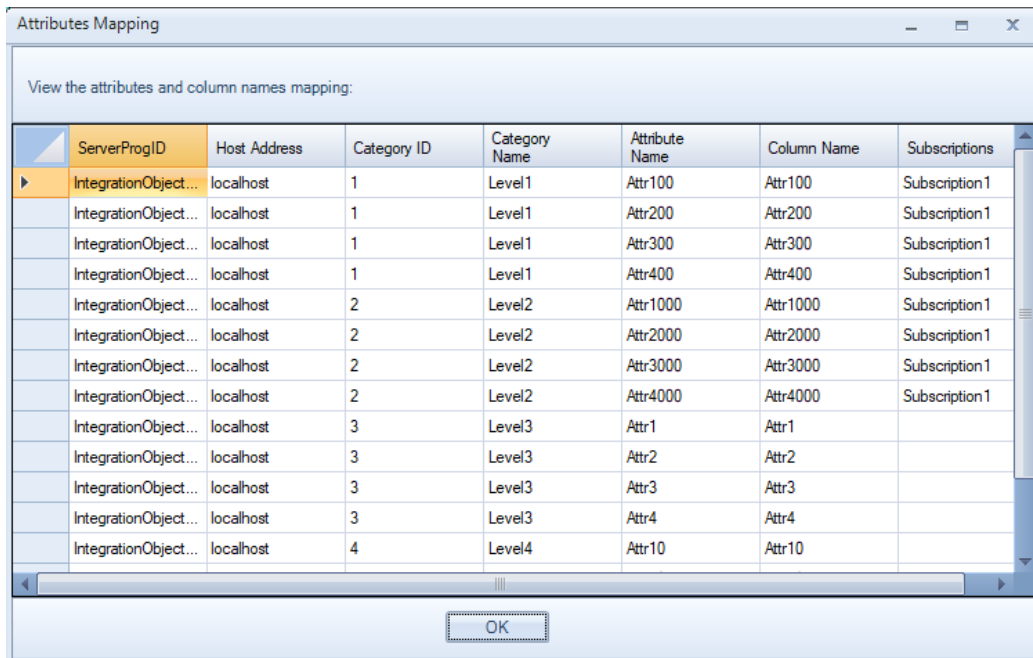 Attributes Mapping
View the attributes and column names mapping:
ServerProgID Host Address Category ID Category Name Attribute Name Column Name Subscriptions
IntegrationObject... localhost 1 Level1 Attr100 Attr100 Subscription1
IntegrationObject... localhost 1 Level1 Attr200 Attr200 Subscription1
IntegrationObject... localhost 1 Level1 Attr300 Attr300 Subscription1
IntegrationObject... localhost 1 Level1 Attr400 Attr400 Subscription1
IntegrationObject... localhost 2 Level2 Attr1000 Attr1000 Subscription1
IntegrationObject... localhost 2 Level2 Attr2000 Attr2000 Subscription1
IntegrationObject... localhost 2 Level2 Attr3000 Attr3000 Subscription1
IntegrationObject... localhost 2 Level2 Attr4000 Attr4000 Subscription1
IntegrationObject... localhost 3 Level3 Attr1 Attr1
IntegrationObject... localhost 3 Level3 Attr2 Attr2
IntegrationObject... localhost 3 Level3 Attr3 Attr3
IntegrationObject... localhost 3 Level3 Attr4 Attr4
IntegrationObject... localhost 4 Level4 Attr10 Attr10
OK